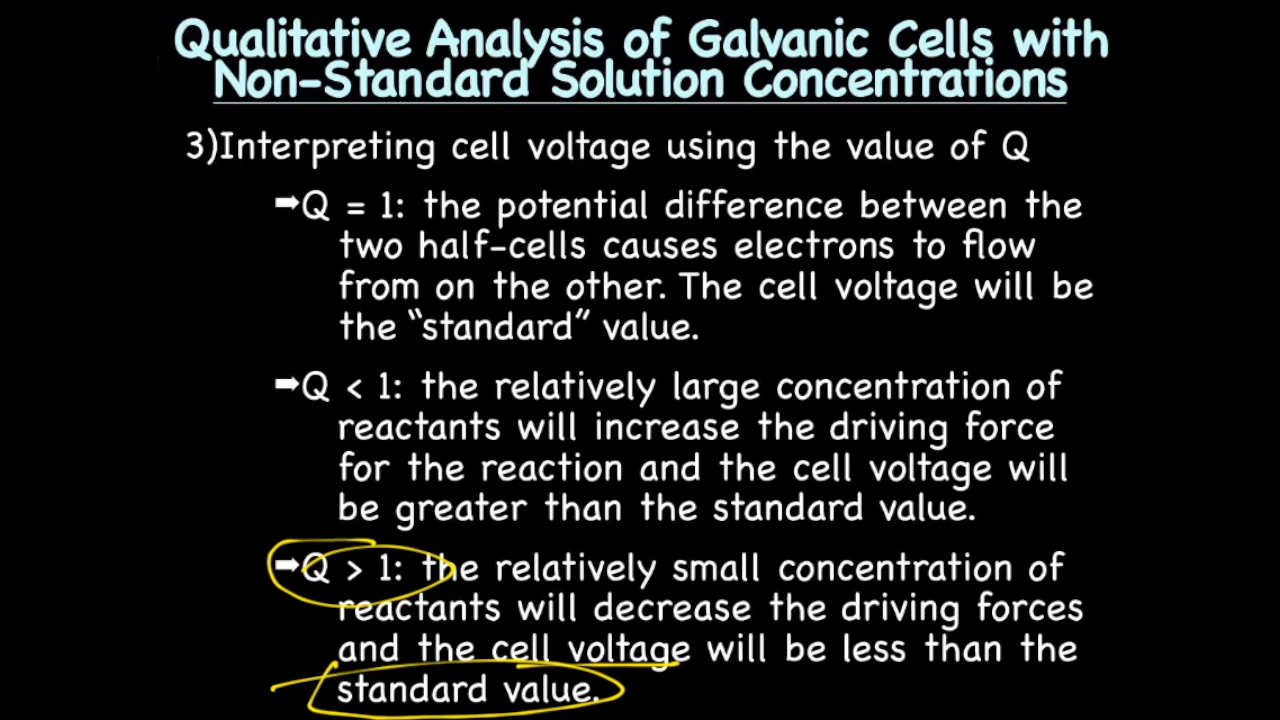 Qualitative Analysis of Galvanic Cells with
Non-Standard Solution Concentrations
3)Interpreting cell voltage using the value of Q
➡Q = 1: the potential difference between the
two half-cells causes electrons to flow
from on the other. The cell voltage will be
the “standard” value.
➡Q < 1: the relatively large concentration of
reactants will increase the driving force
for the reaction and the cell voltage will
be greater than the standard value.
➡Q > 1: the relatively small concentration of
reactants will decrease the driving forces
and the cell voltage will be less than the
standard value.